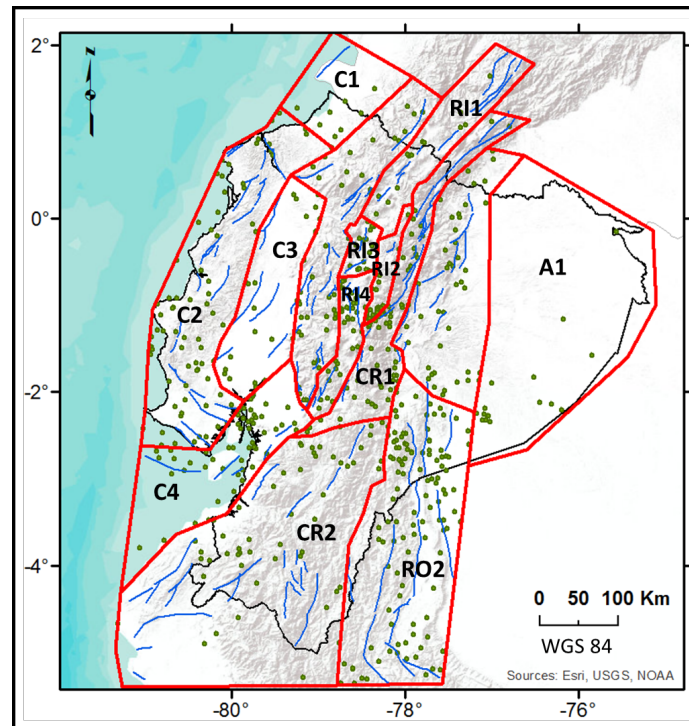 2°
C1
RI1
N
0°
C3
RI3
RI2
A1
RI4
C2
CR1
-2°
C4
CR2
RO2
-4°
0 50 100 Km
WGS 84
Sources: Esri, USGS, NOAA
-80° -78° -76°